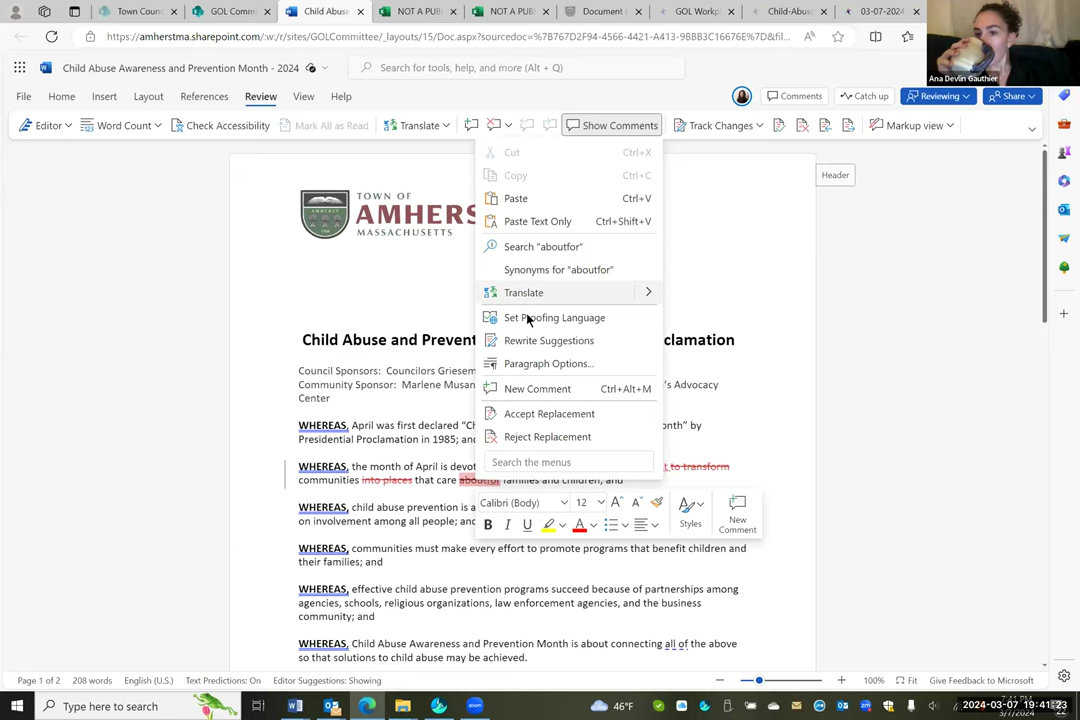 Town Counc
GOL Commi
Child Abuse
NOT A PUB
NOT A PUB
Document
GOL Workp
Child-Abus
03-07-2024
https://amherstma.sharepoint.com/:w:/r/sites/GOLCommittee/_layouts/15/Doc.aspx?sourcedoc=%7B767D2F94-4566-4421-A413-9BBB3C16676E%7D&fil...
Ana Devlin Gauthier
Child Abuse Awareness and Prevention Month - 2024
Search for tools, help, and more (Alt + Q)
File Home Insert Layout References Review View Help
Comments Catch up Reviewing Share
Editor Word Count Check Accessibility Mark All as Read Translate Show Comments Track Changes Markup view
Header
TOWN OF
AMHERS
MASSACHUSETTS
Cut Ctrl+X
Copy Ctrl+C
Paste Ctrl+V
Paste Text Only Ctrl+Shift+V
Search "aboutfor"
Synonyms for "aboutfor"
Translate
Set Proofing Language
Rewrite Suggestions
Paragraph Options...
New Comment Ctrl+Alt+M
Accept Replacement
Reject Replacement
Search the menus
Calibri (Body) 12
B I U A
Styles
New Comment
Child Abuse and Preven lamation
Council Sponsors: Councilors Griesem
Community Sponsor: Marlene Musan 's Advocacy
Center
WHEREAS, April was first declared "Ch onth" by
Presidential Proclamation in 1985; and
WHEREAS, the month of April is devot t to transform
communities into places that care aboutfor families and children, and
WHEREAS, child abuse prevention is a
on involvement among all people; and
WHEREAS, communities must make every effort to promote programs that benefit children and
their families; and
WHEREAS, effective child abuse prevention programs succeed because of partnerships among
agencies, schools, religious organizations, law enforcement agencies, and the business
community; and
WHEREAS, Child Abuse Awareness and Prevention Month is about connecting all of the above
so that solutions to child abuse may be achieved.
Page 1 of 2 208 words English (U.S.) Text Predictions: On Editor Suggestions: Showing 100% Fit Give Feedback to Microsoft
Type here to search
46°F
2024-03-07 19:41:23